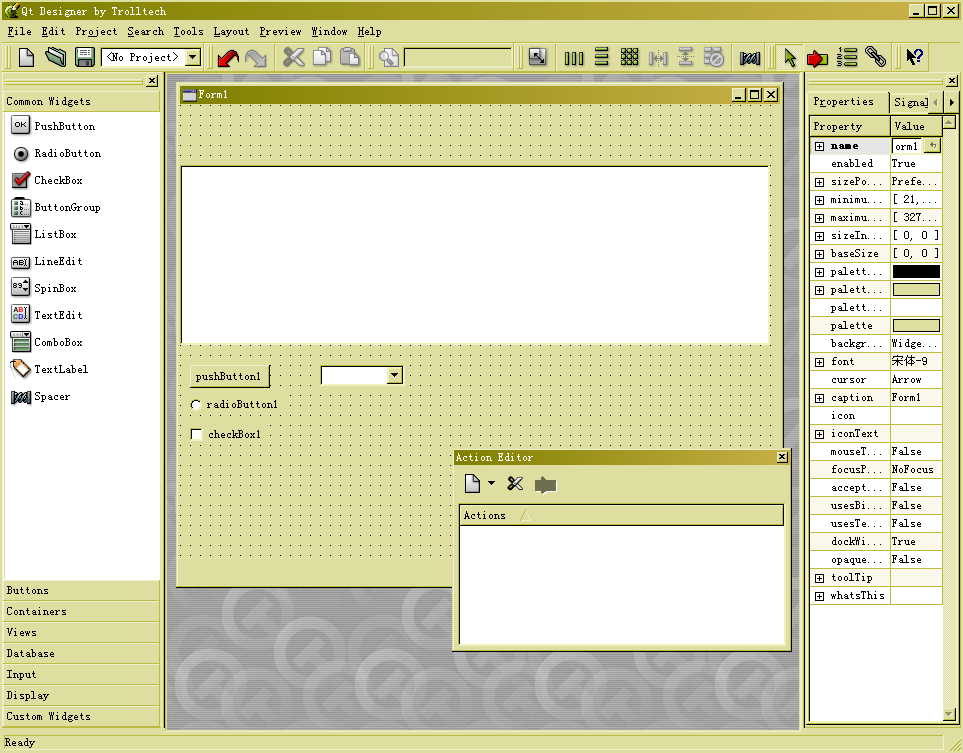 Qt Designer by Trolltech
File Edit Project Search Tools Layout Preview Window Help
<No Project>
Common Widgets
OK PushButton
RadioButton
CheckBox
ButtonGroup
ListBox
LineEdit
SpinBox
TextEdit
ComboBox
TextLabel
Spacer
Buttons
Containers
Views
Database
Input
Display
Custom Widgets
Form1
pushButton1
radioButton1
checkBox1
Action Editor
Actions
Properties Signal
Property Value
name orm1
enabled True
sizePo... Prefe...
minimu... [ 21,...
maximu... [ 327...
sizeIn... [ 0, 0 ]
baseSize [ 0, 0 ]
palett...
palett...
palett...
palette
backgr... Widge...
font 宋体-9
cursor Arrow
caption Form1
icon
iconText
mouseT... False
focusP... NoFocus
accept... False
usesBi... False
usesTe... False
dockWi... True
opaque... False
toolTip
whatsThis
Ready